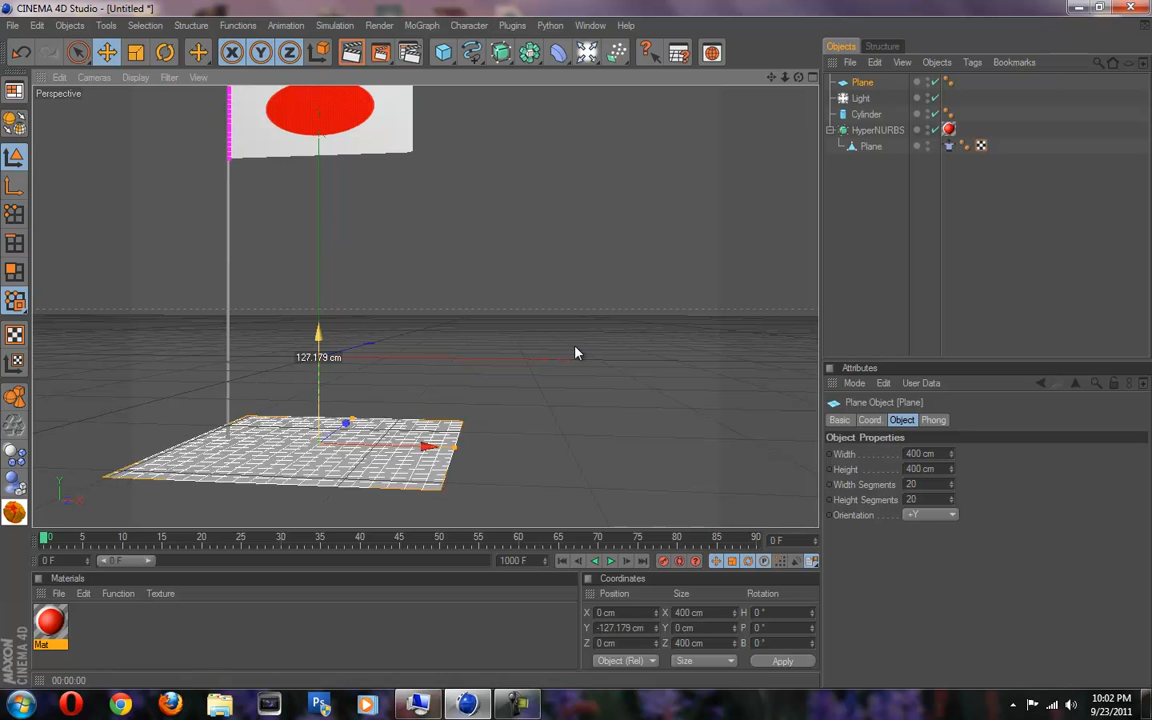 CINEMA 4D Studio - [Untitled *]
File Edit Objects Tools Selection Structure Functions Animation Simulation Render MoGraph Character Plugins Python Window Help
X Y Z
Edit Cameras Display Filter View
Perspective
127.179 cm
Y
X
0 5 10 15 20 25 30 35 40 45 50 55 60 65 70 75 80 85 90 0 F
0 F 0 F 1000 F
P
Materials
File Edit Function Texture
Mat
Coordinates
Position Size Rotation
X 0 cm X 400 cm H 0 °
Y -127.179 cm Y 0 cm P 0 °
Z 0 cm Z 400 cm B 0 °
Object (Rel) Size Apply
MAXON
CINEMA 4D
00:00:00
Objects Structure
File Edit View Objects Tags Bookmarks
Plane
Light
Cylinder
HyperNURBS
Plane
Attributes
Mode Edit User Data
Plane Object [Plane]
Basic Coord. Object Phong
Object Properties
Width 400 cm
Height 400 cm
Width Segments 20
Height Segments 20
Orientation +Y
Ps
10:02 PM
9/23/2011